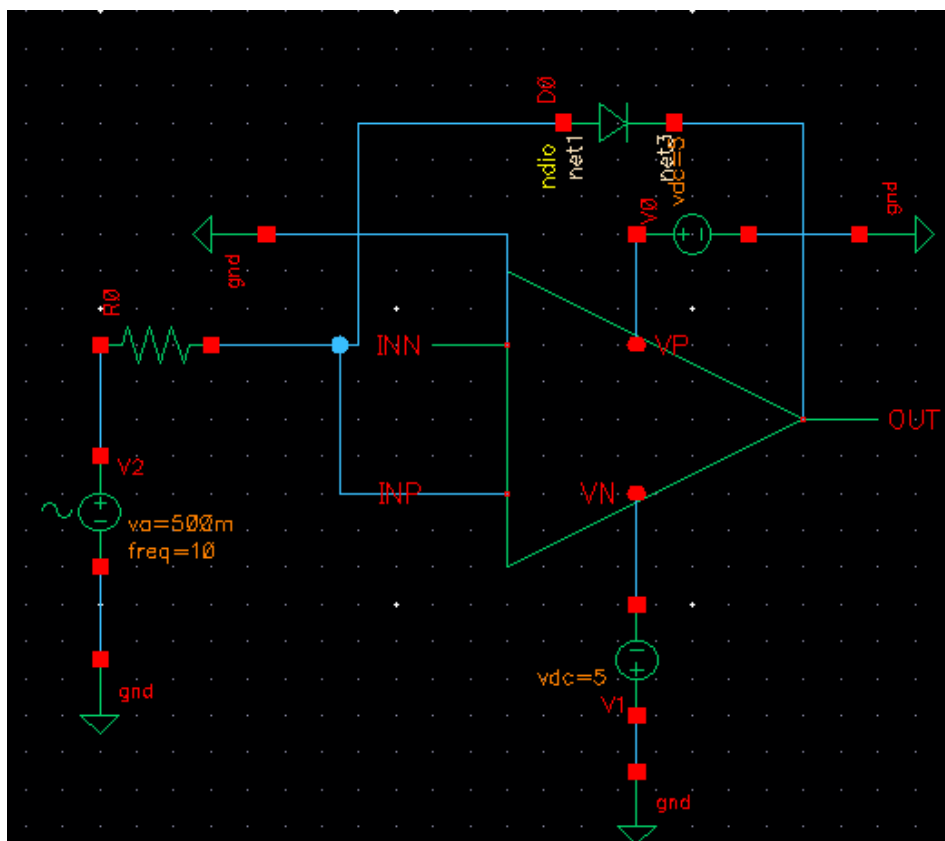 D0
ndio
net1
net3
vdc=5
V0
gnd
gnd
R0
INN
VP
OUT
V2
INP
VN
va=500m
freq=10
vdc=5
V1
gnd
gnd